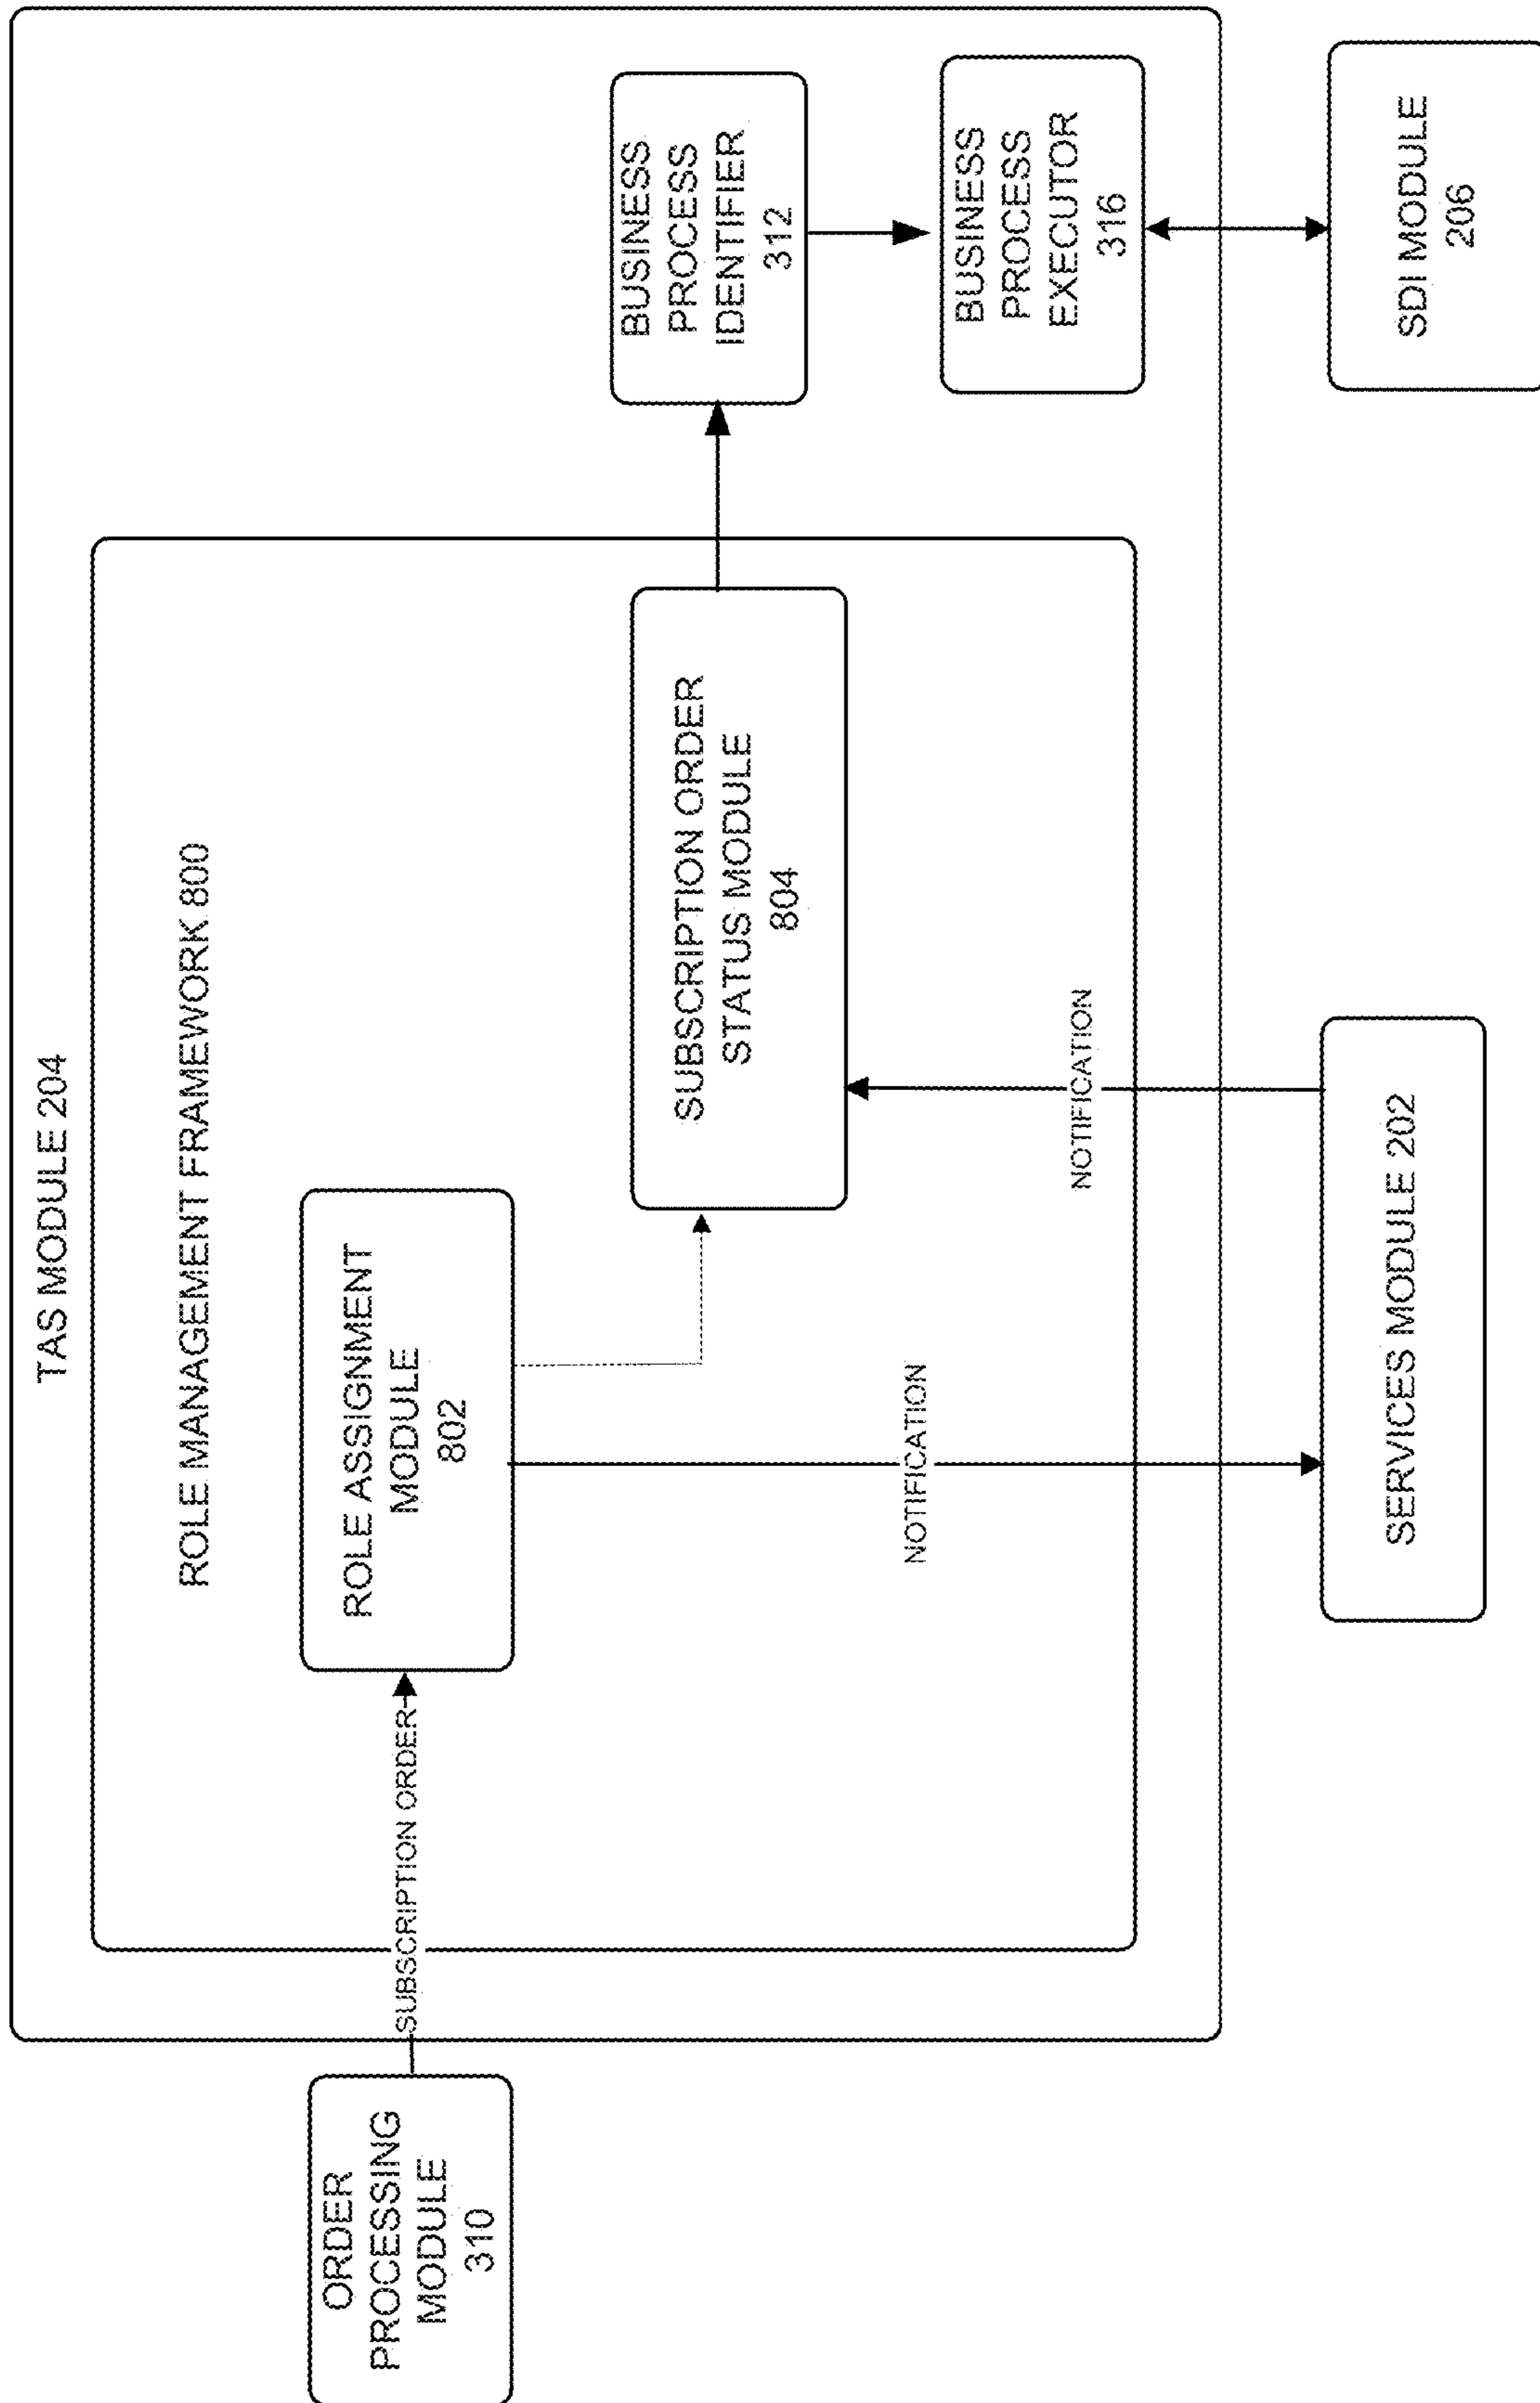 TAS MODULE 204
ROLE MANAGEMENT FRAMEWORK 800
ORDER
PROCESSING
MODULE
310
SUBSCRIPTION ORDER
ROLE ASSIGNMENT
MODULE
802
SUBSCRIPTION ORDER
STATUS MODULE
804
BUSINESS
PROCESS
IDENTIFIER
312
BUSINESS
PROCESS
EXECUTOR
316
NOTIFICATION
NOTIFICATION
SERVICES MODULE 202
SDI MODULE
206